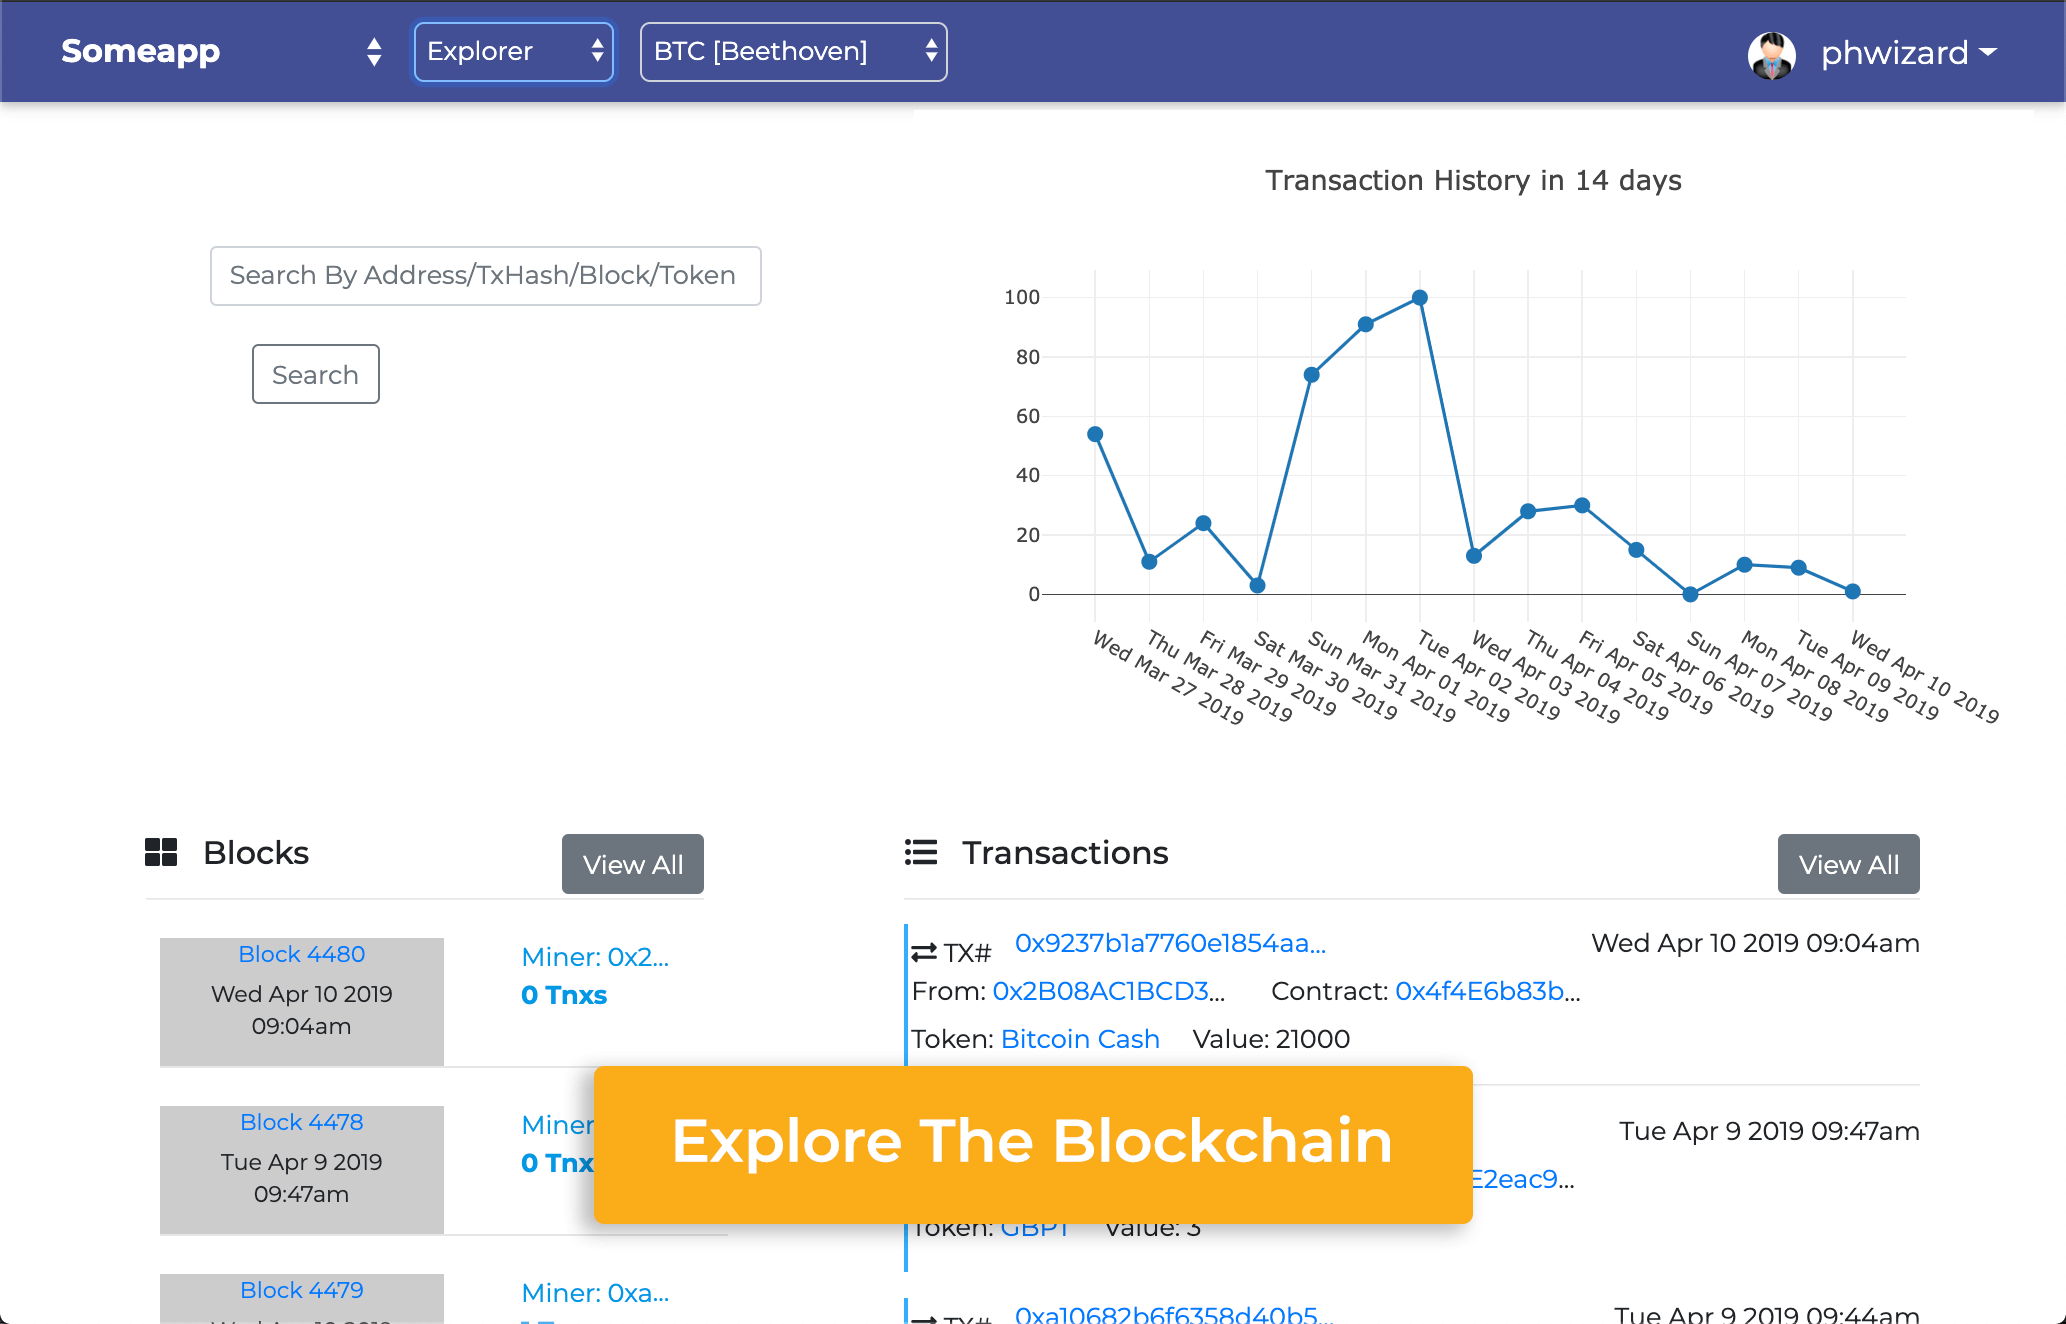 Someapp
Explorer
BTC [Beethoven]
phwizard
Transaction History in 14 days
Search By Address/TxHash/Block/Token
Search
100
80
60
40
20
0
Wed Mar 27 2019
Thu Mar 28 2019
Fri Mar 29 2019
Sat Mar 30 2019
Sun Mar 31 2019
Mon Apr 01 2019
Tue Apr 02 2019
Wed Apr 03 2019
Thu Apr 04 2019
Fri Apr 05 2019
Sat Apr 06 2019
Sun Apr 07 2019
Mon Apr 08 2019
Tue Apr 09 2019
Wed Apr 10 2019
Blocks
View All
Block 4480
Wed Apr 10 2019
09:04am
Miner: 0x2...
0 Tnxs
Block 4478
Tue Apr 9 2019
09:47am
Miner
0 Tnx
Block 4479
Miner: 0xa...
Transactions
View All
TX# 0x9237b1a7760e1854aa... Wed Apr 10 2019 09:04am
From: 0x2B08AC1BCD3... Contract: 0x4f4E6b83b...
Token: Bitcoin Cash Value: 21000
Tue Apr 9 2019 09:47am
E2eac9...
Token: GBPT Value: 3
TX# 0xa10682b6f6358d40b5... Tue Apr 9 2019 09:44am
Explore The Blockchain